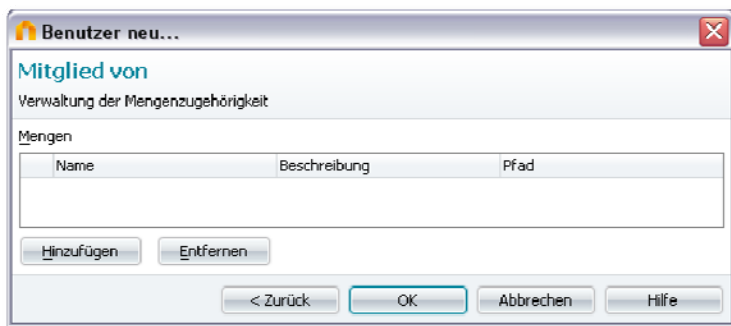 Benutzer neu...
Mitglied von
Verwaltung der Mengenzugehörigkeit
Mengen
Name Beschreibung Pfad
Hinzufügen Entfernen
< Zurück OK Abbrechen Hilfe